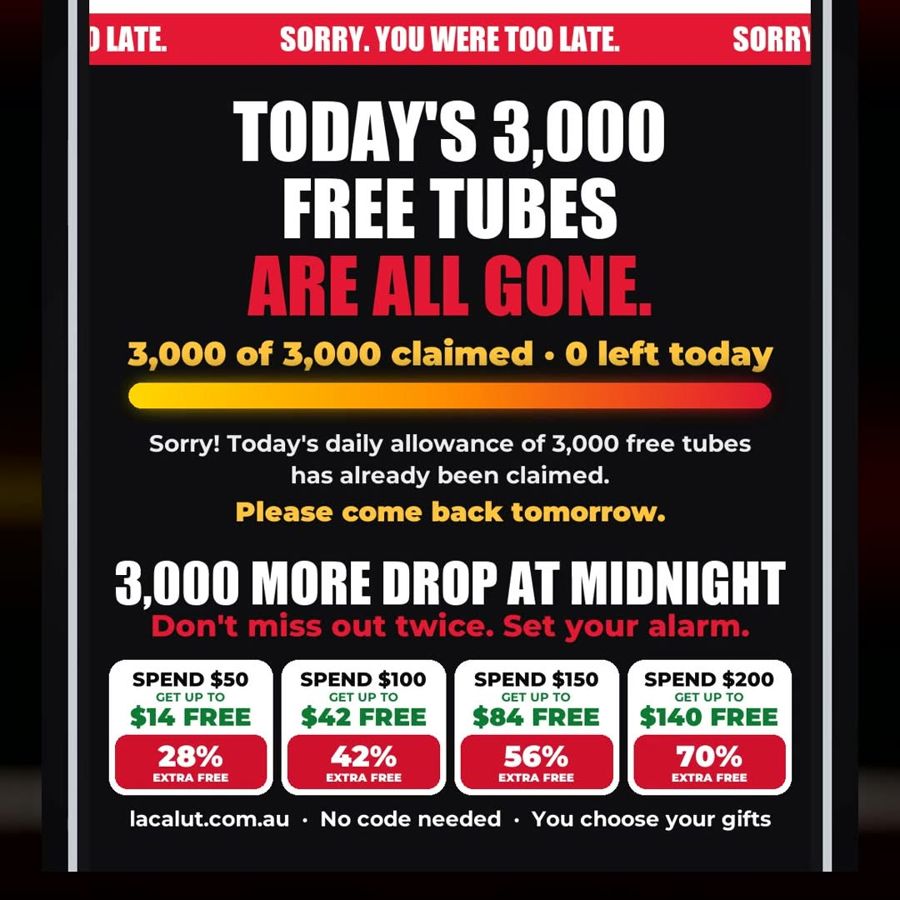 O LATE. SORRY. YOU WERE TOO LATE. SORRY
TODAY'S 3,000
FREE TUBES
ARE ALL GONE.
3,000 of 3,000 claimed • 0 left today
Sorry! Today's daily allowance of 3,000 free tubes
has already been claimed.
Please come back tomorrow.
3,000 MORE DROP AT MIDNIGHT
Don't miss out twice. Set your alarm.
SPEND $50
GET UP TO
$14 FREE
28%
EXTRA FREE
SPEND $100
GET UP TO
$42 FREE
42%
EXTRA FREE
SPEND $150
GET UP TO
$84 FREE
56%
EXTRA FREE
SPEND $200
GET UP TO
$140 FREE
70%
EXTRA FREE
lacalut.com.au · No code needed · You choose your gifts